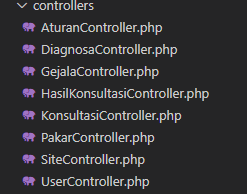 controllers
AturanController.php
DiagnosaController.php
GejalaController.php
HasilKonsultasiController.php
KonsultasiController.php
PakarController.php
SiteController.php
UserController.php